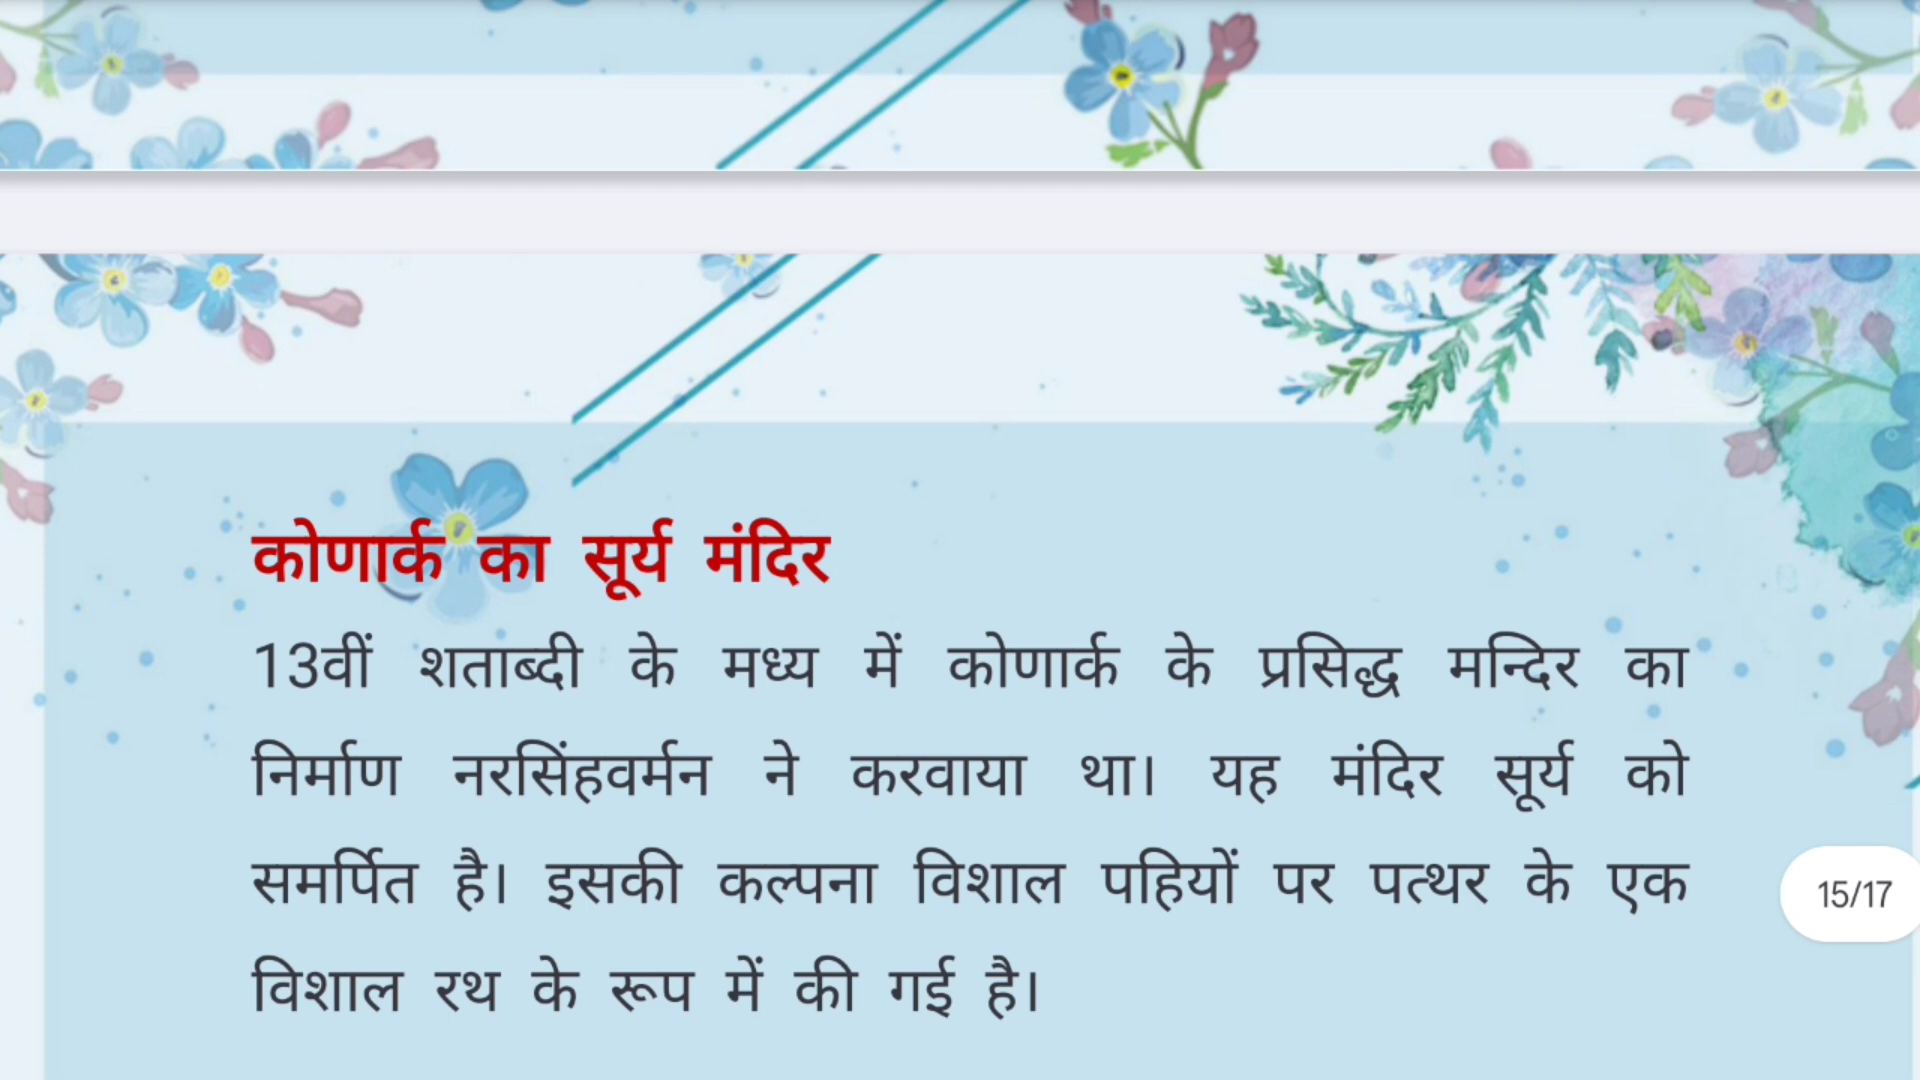 कोणार्क का सूर्य मंदिर
13वीं शताब्दी के मध्य में कोणार्क के प्रसिद्ध मन्दिर का
निर्माण नरसिंहवर्मन ने करवाया था। यह मंदिर सूर्य को
समर्पित है। इसकी कल्पना विशाल पहियों पर पत्थर के एक
विशाल रथ के रूप में की गई है।
15/17